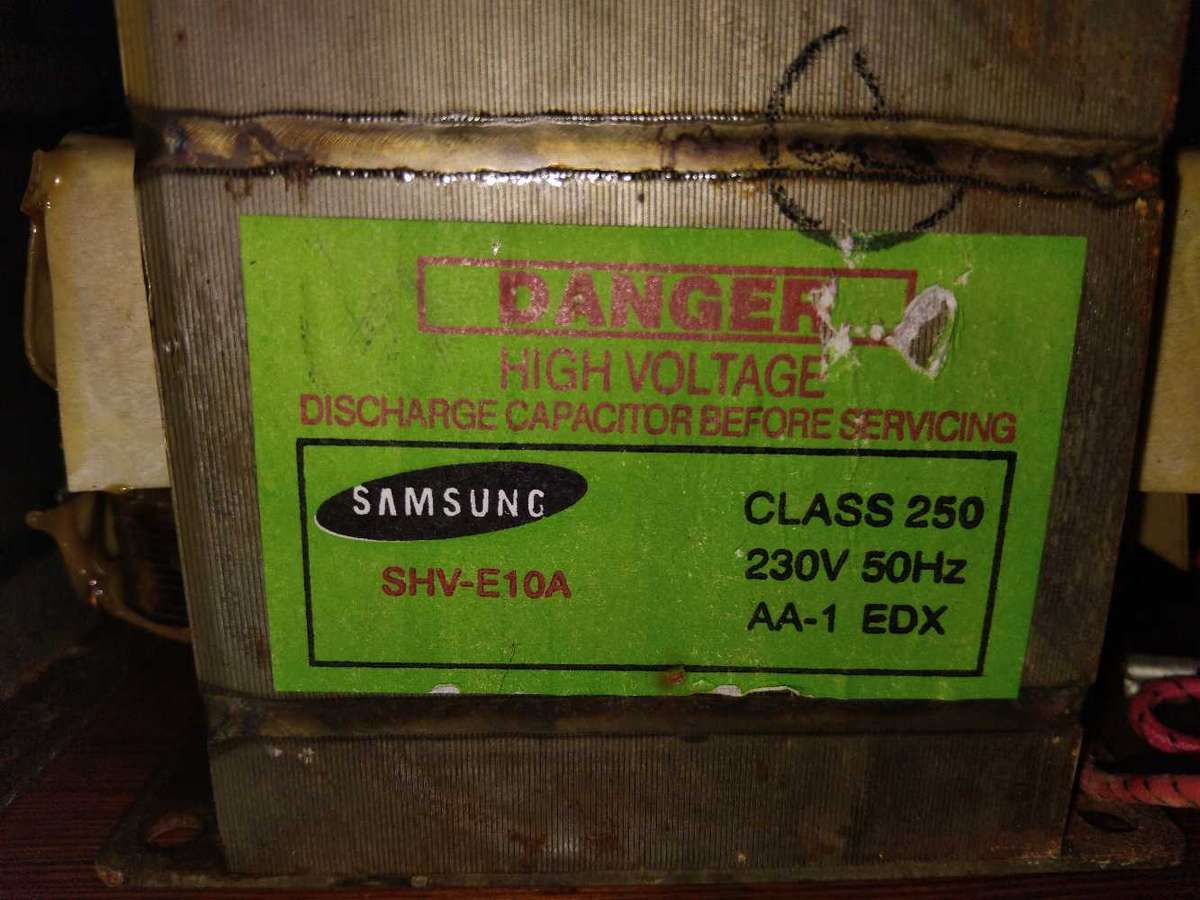 DANGER
HIGH VOLTAGE
DISCHARGE CAPACITOR BEFORE SERVICING
SAMSUNG
SHV-E10A
CLASS 250
230V 50Hz
AA-1 EDX